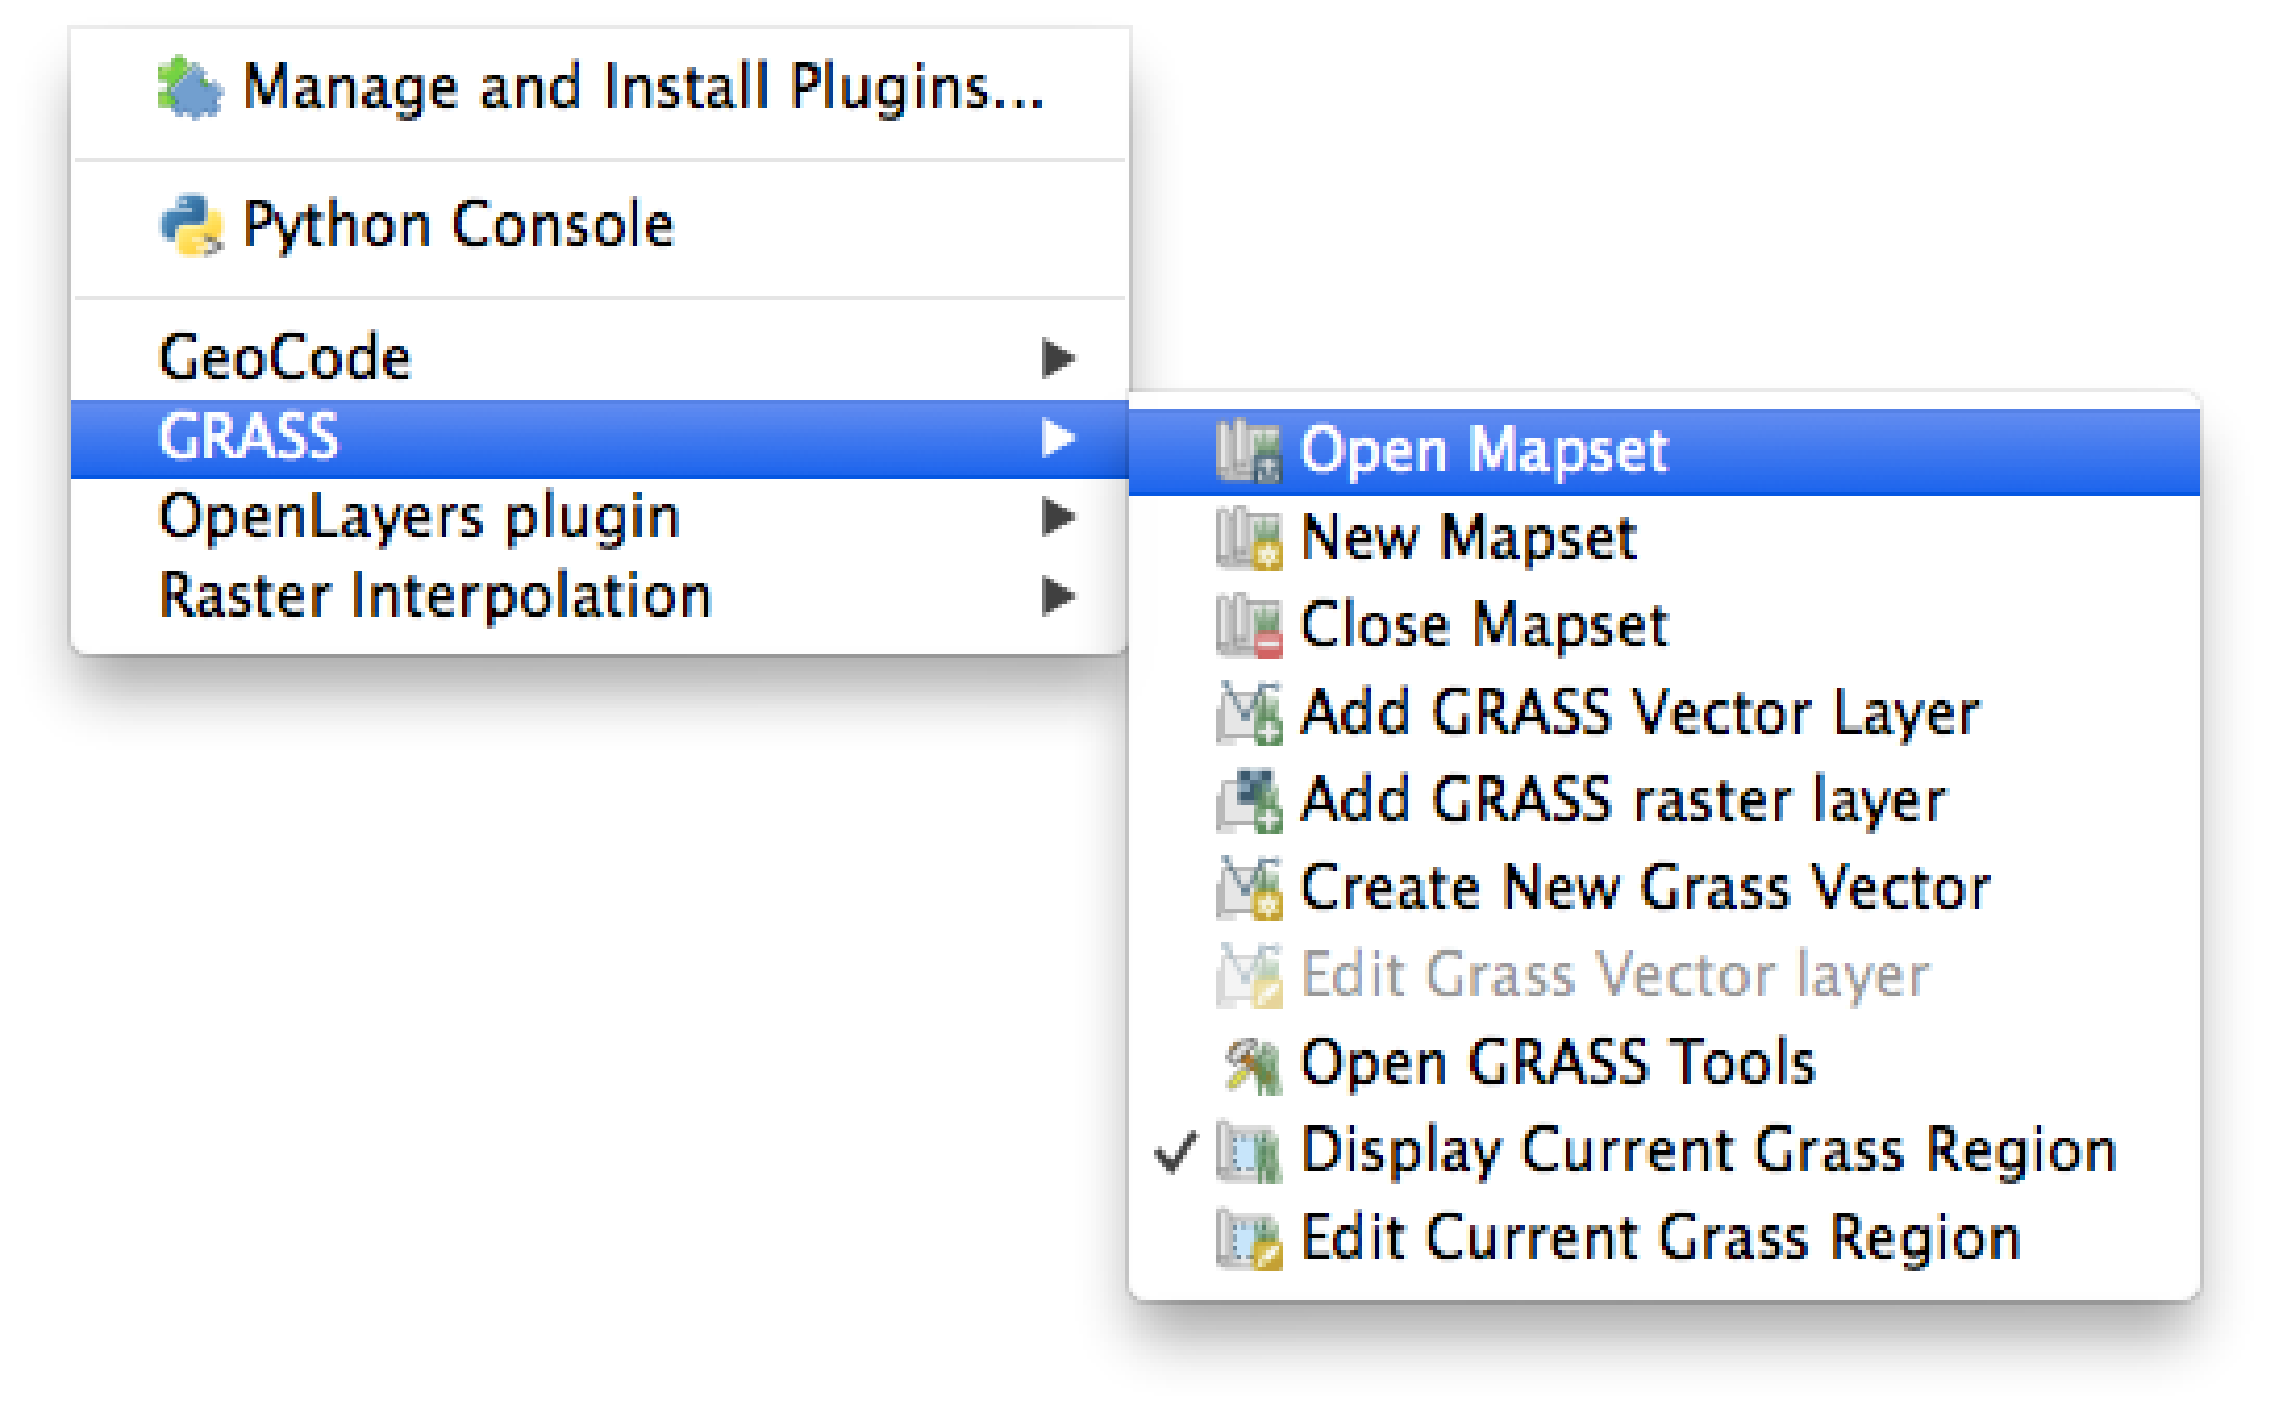 Manage and Install Plugins...
Python Console
GeoCode
GRASS
OpenLayers plugin
Raster Interpolation
Open Mapset
New Mapset
Close Mapset
Add GRASS Vector Layer
Add GRASS raster layer
Create New Grass Vector
Edit Grass Vector layer
Open GRASS Tools
Display Current Grass Region
Edit Current Grass Region